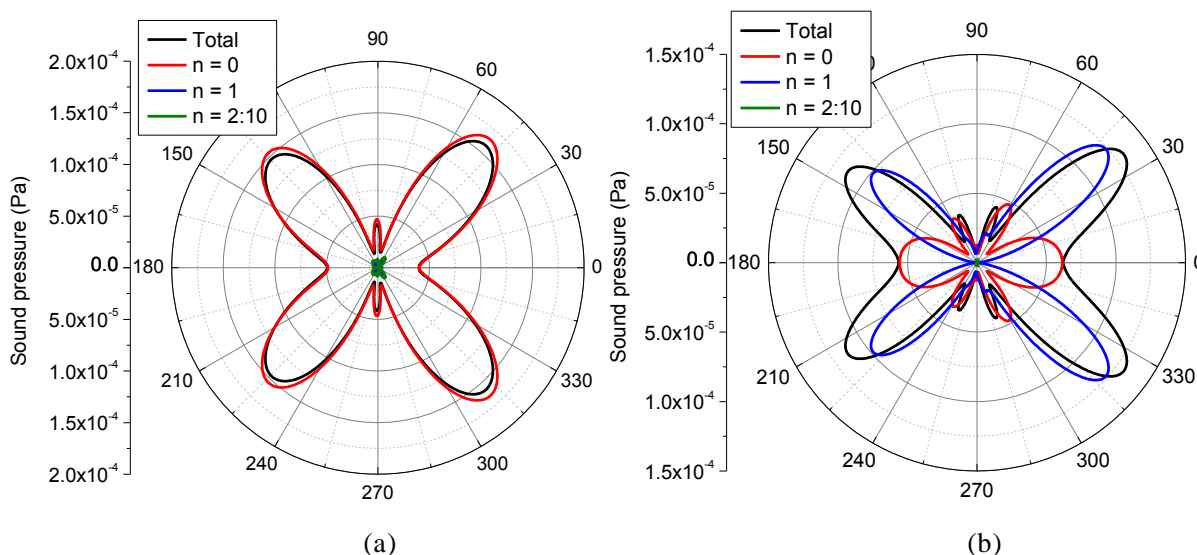 Total
n = 0
n = 1
n = 2:10
Sound pressure (Pa)
2.0x10-4
1.5x10-4
1.0x10-4
5.0x10-5
0.0
5.0x10-5
1.0x10-4
1.5x10-4
2.0x10-4
90
60
30
0
330
300
270
240
210
180
150
(a)
Total
n = 0
n = 1
n = 2:10
Sound pressure (Pa)
1.5x10-4
1.0x10-4
5.0x10-5
0.0
5.0x10-5
1.0x10-4
1.5x10-4
90
60
30
0
330
300
270
240
210
180
150
(b)